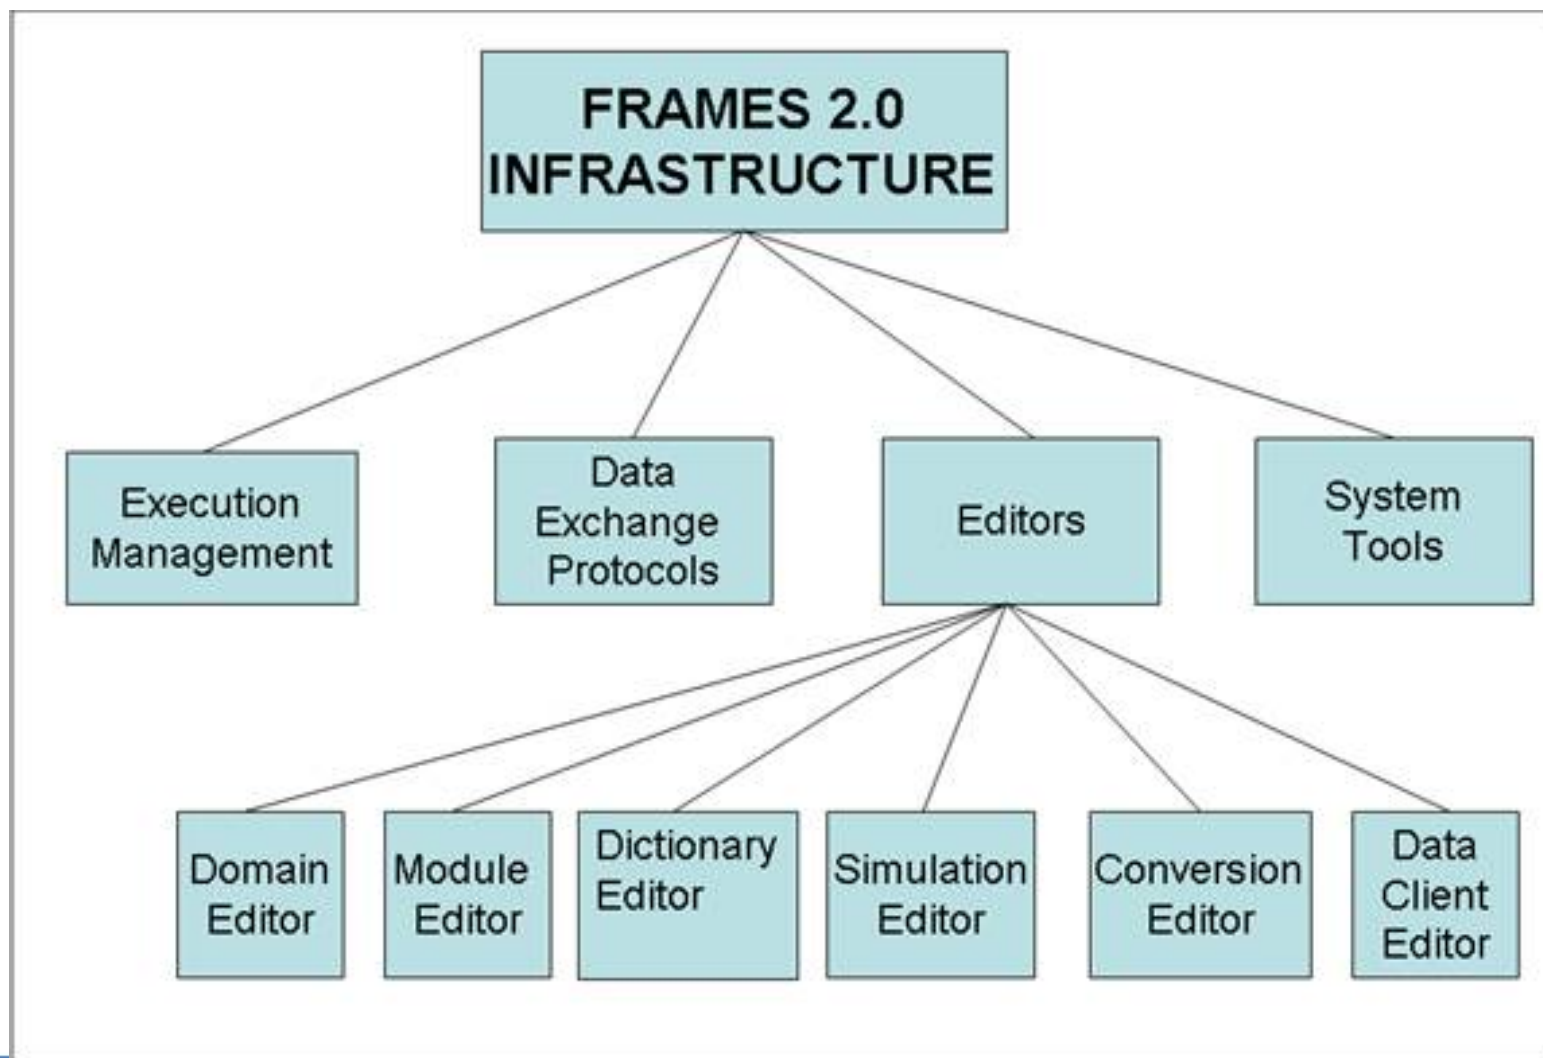 FRAMES 2.0
INFRASTRUCTURE
Execution
Management
Data
Exchange
Protocols
Editors
System
Tools
Domain
Editor
Module
Editor
Dictionary
Editor
Simulation
Editor
Conversion
Editor
Data
Client
Editor